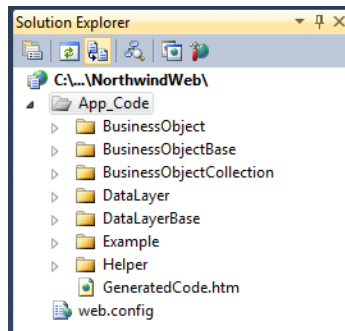 Solution Explorer
C:\...\NorthwindWeb\
App_Code
BusinessObject
BusinessObjectBase
BusinessObjectCollection
DataLayer
DataLayerBase
Example
Helper
GeneratedCode.htm
web.config